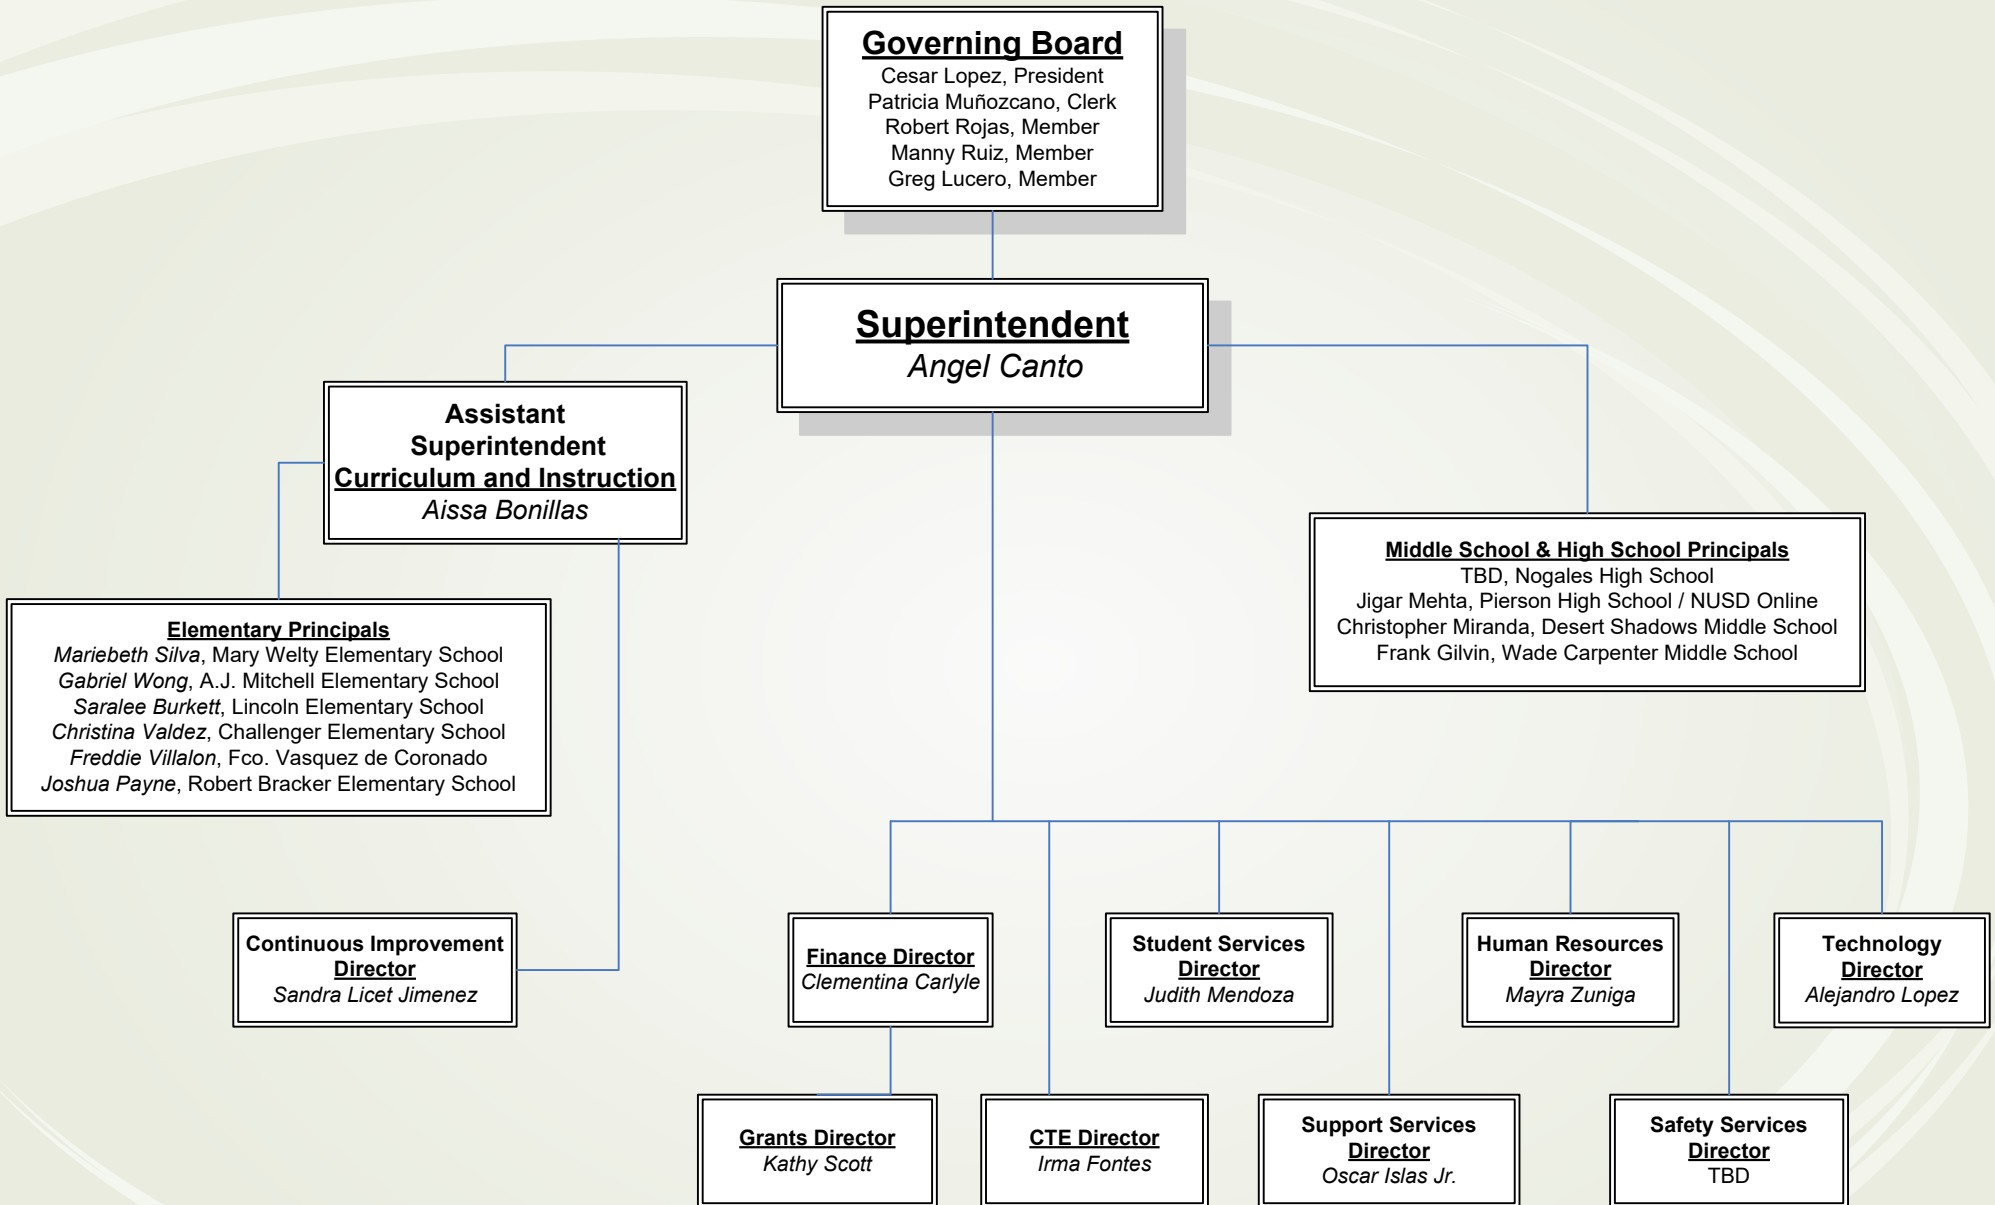 Governing Board
Cesar Lopez, President
Patricia Muñozcano, Clerk
Robert Rojas, Member
Manny Ruiz, Member
Greg Lucero, Member
Superintendent
Angel Canto
Assistant
Superintendent
Curriculum and Instruction
Aissa Bonillas
Middle School & High School Principals
TBD, Nogales High School
Jigar Mehta, Pierson High School / NUSD Online
Christopher Miranda, Desert Shadows Middle School
Frank Gilvin, Wade Carpenter Middle School
Elementary Principals
Mariebeth Silva, Mary Welty Elementary School
Gabriel Wong, A.J. Mitchell Elementary School
Saralee Burkett, Lincoln Elementary School
Christina Valdez, Challenger Elementary School
Freddie Villalon, Fco. Vasquez de Coronado
Joshua Payne, Robert Bracker Elementary School
Continuous Improvement
Director
Sandra Licet Jimenez
Finance Director
Clementina Carlyle
Student Services
Director
Judith Mendoza
Human Resources
Director
Mayra Zuniga
Technology
Director
Alejandro Lopez
Grants Director
Kathy Scott
CTE Director
Irma Fontes
Support Services
Director
Oscar Islas Jr.
Safety Services
Director
TBD